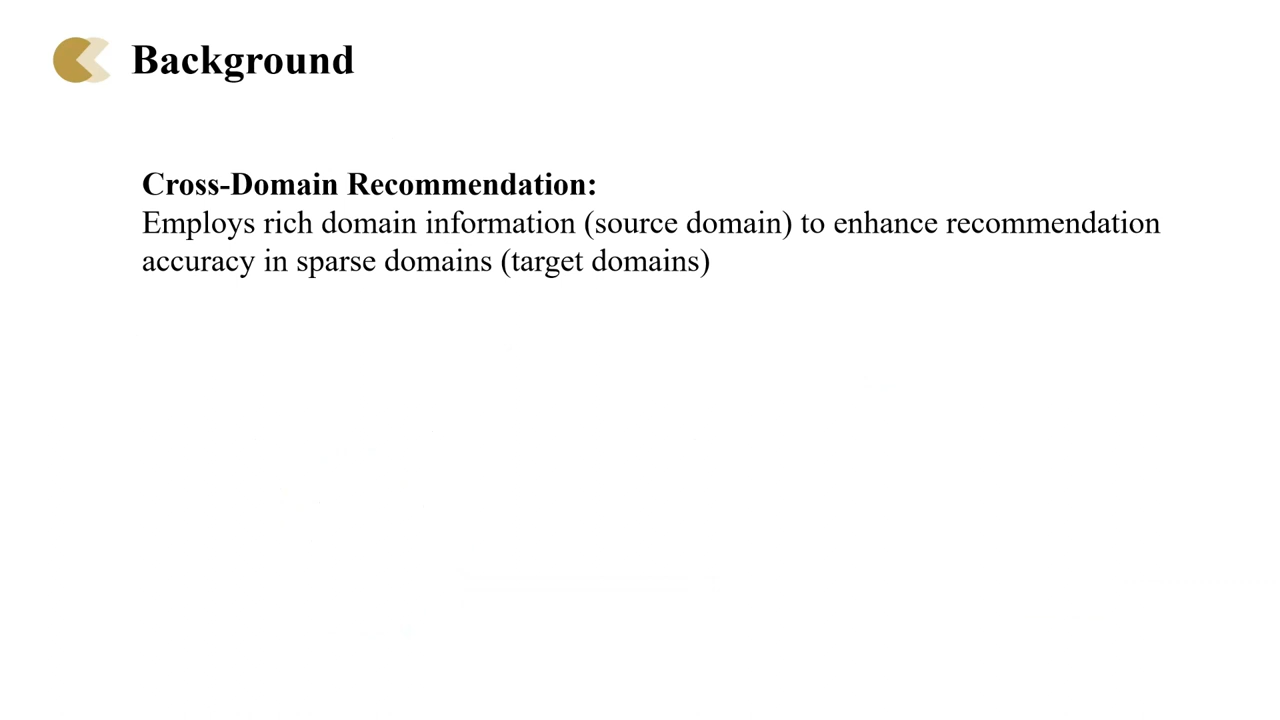 Background
Cross-Domain Recommendation:
Employs rich domain information (source domain) to enhance recommendation
accuracy in sparse domains (target domains)